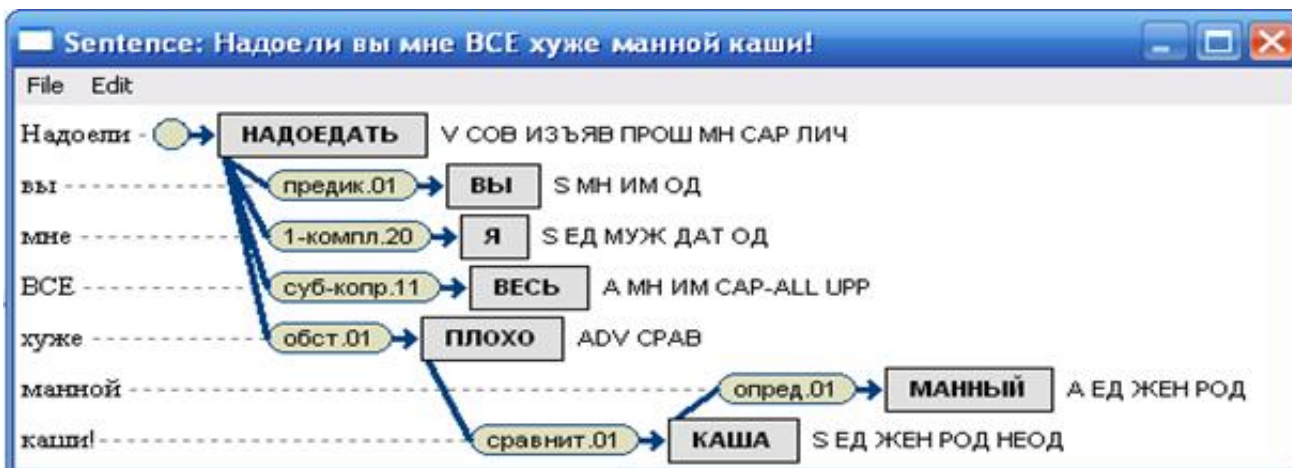 Sentence: Надоели вы мне ВСЕ хуже манной каши!
File Edit
Надоели НАДОЕДАТЬ V СОВ ИЗЪЯВ ПРОШ МН CAP ЛИЧ
вы предик.01 ВЫ S МН ИМ ОД
мне 1-компл.20 Я S ЕД МУЖ ДАТ ОД
ВСЕ суб-копр.11 ВЕСЬ A МН ИМ CAP-ALL UPP
хуже обст.01 ПЛОХО ADV СРАВ
манной опред.01 МАННЫЙ A ЕД ЖЕН РОД
каши! сравнит.01 КАША S ЕД ЖЕН РОД НЕОД